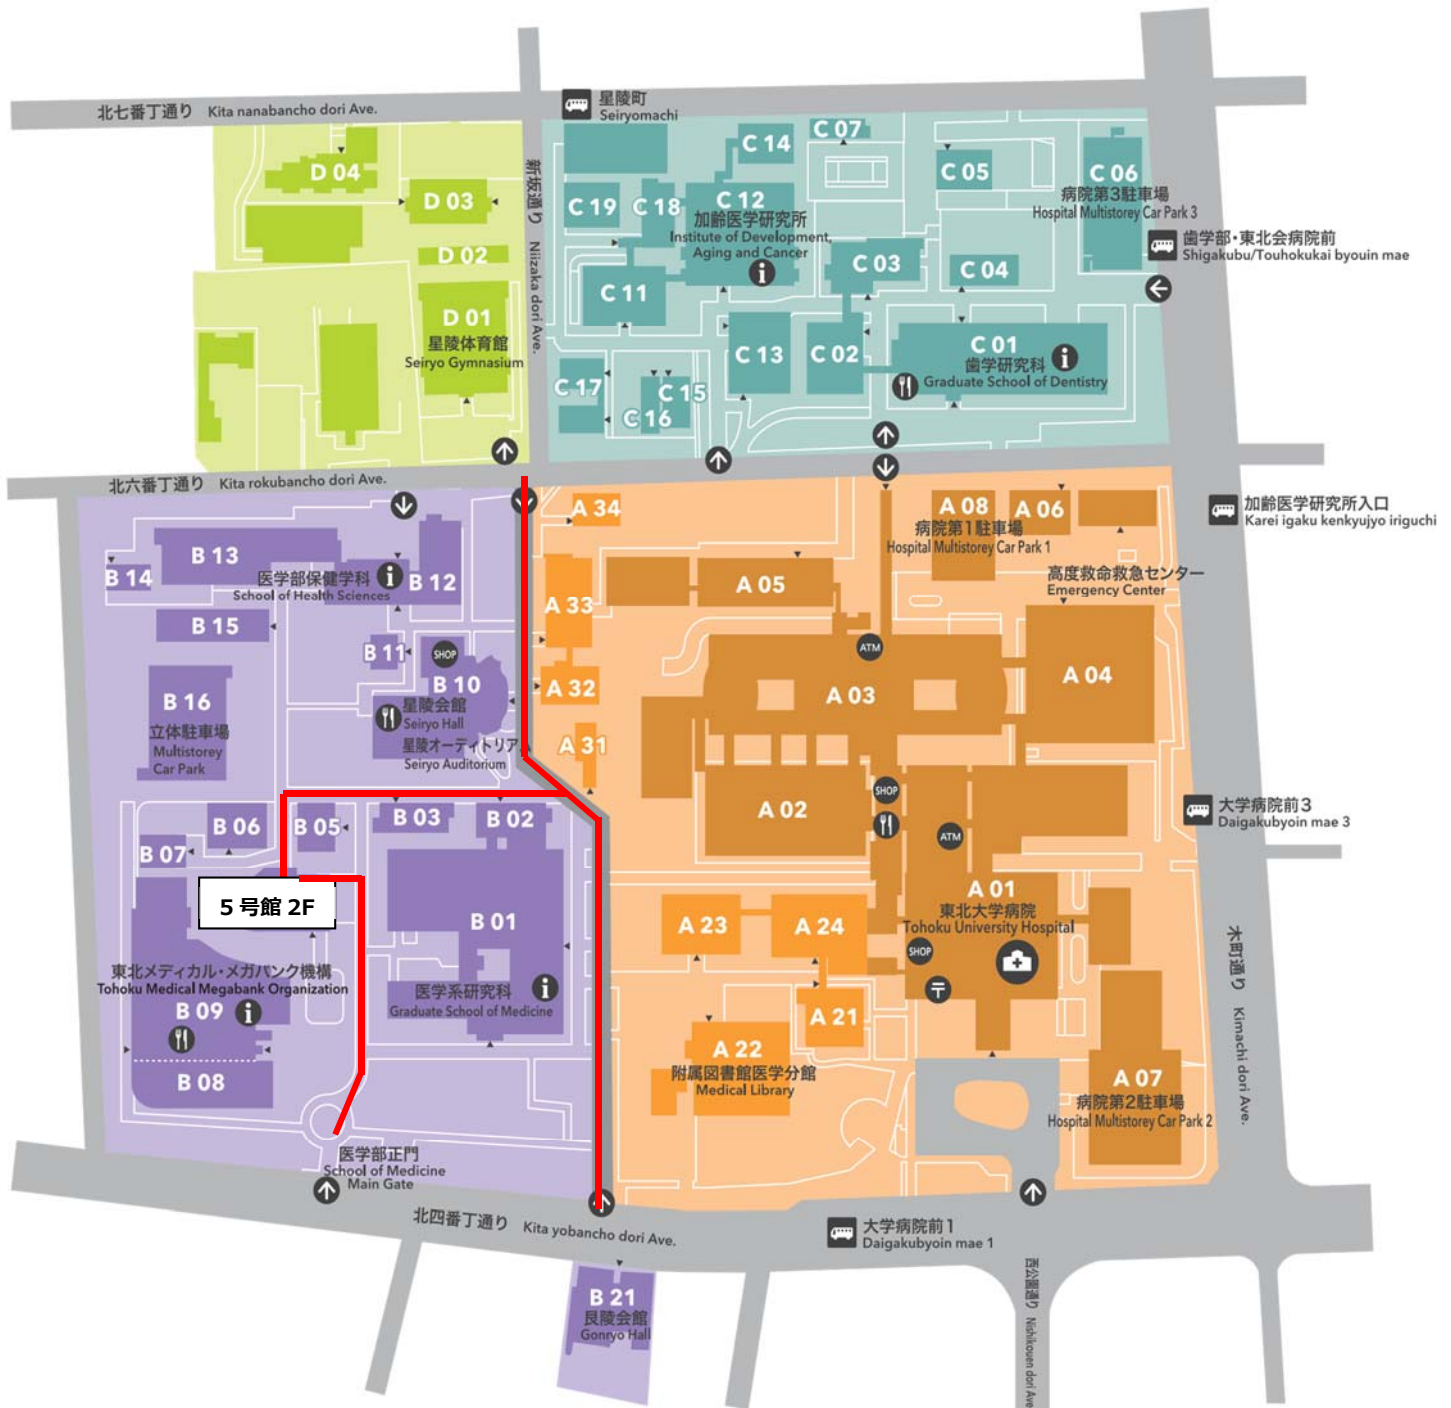 北七番丁通り Kita nanabancho dori Ave.
星陵町
Seiryomachi
新坂通り Niizaka dori Ave.
D 04
D 03
D 02
D 01
星陵体育館
Seiryo Gymnasium
C 14
C 07
C 05
C 06
病院第3駐車場
Hospital Multistorey Car Park 3
C 19
C 18
C 12
加齢医学研究所
Institute of Development,
Aging and Cancer
歯学部・東北会病院前
Shigakubu/Touhokukai byouin mae
C 03
C 04
C 11
C 13
C 02
C 01
歯学研究科
Graduate School of Dentistry
C 17
C 15
C 16
北六番丁通り Kita rokubancho dori Ave.
加齢医学研究所入口
Karei igaku kenkyujyo iriguchi
A 34
A 08
病院第1駐車場
Hospital Multistorey Car Park 1
A 06
高度救命救急センター
Emergency Center
B 13
B 14
医学部保健学科
School of Health Sciences
B 12
A 33
A 05
B 15
B 11
SHOP
B 10
星陵会館
Seiryo Hall
星陵オーディトリアム
Seiryo Auditorium
ATM
A 03
A 04
A 32
A 31
B 16
立体駐車場
Multistorey
Car Park
B 06
B 05
B 03
B 02
B 07
A 02
SHOP
ATM
大学病院前3
Daigakubyoin mae 3
5号館 2F
B 01
医学系研究科
Graduate School of Medicine
A 23
A 24
A 01
東北大学病院
Tohoku University Hospital
SHOP
〒
木町通り Kimachi dori Ave.
東北メディカル・メガバンク機構
Tohoku Medical Megabank Organization
B 09
B 08
A 21
A 22
附属図書館医学分館
Medical Library
A 07
病院第2駐車場
Hospital Multistorey Car Park 2
医学部正門
School of Medicine
Main Gate
北四番丁通り Kita yobancho dori Ave.
大学病院前1
Daigakubyoin mae 1
西公園通り Nishikouen dori Ave
B 21
艮陵会館
Gonryo Hall